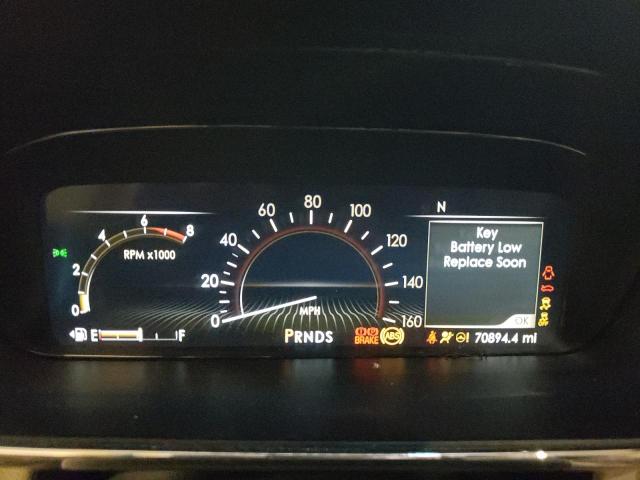 N
Key
Battery Low
Replace Soon
OK
0
2
4
6
8
RPM x1000
0
20
40
60
80
100
120
140
160
MPH
E
F
PRNDS
BRAKE
ABS
70894.4 mi